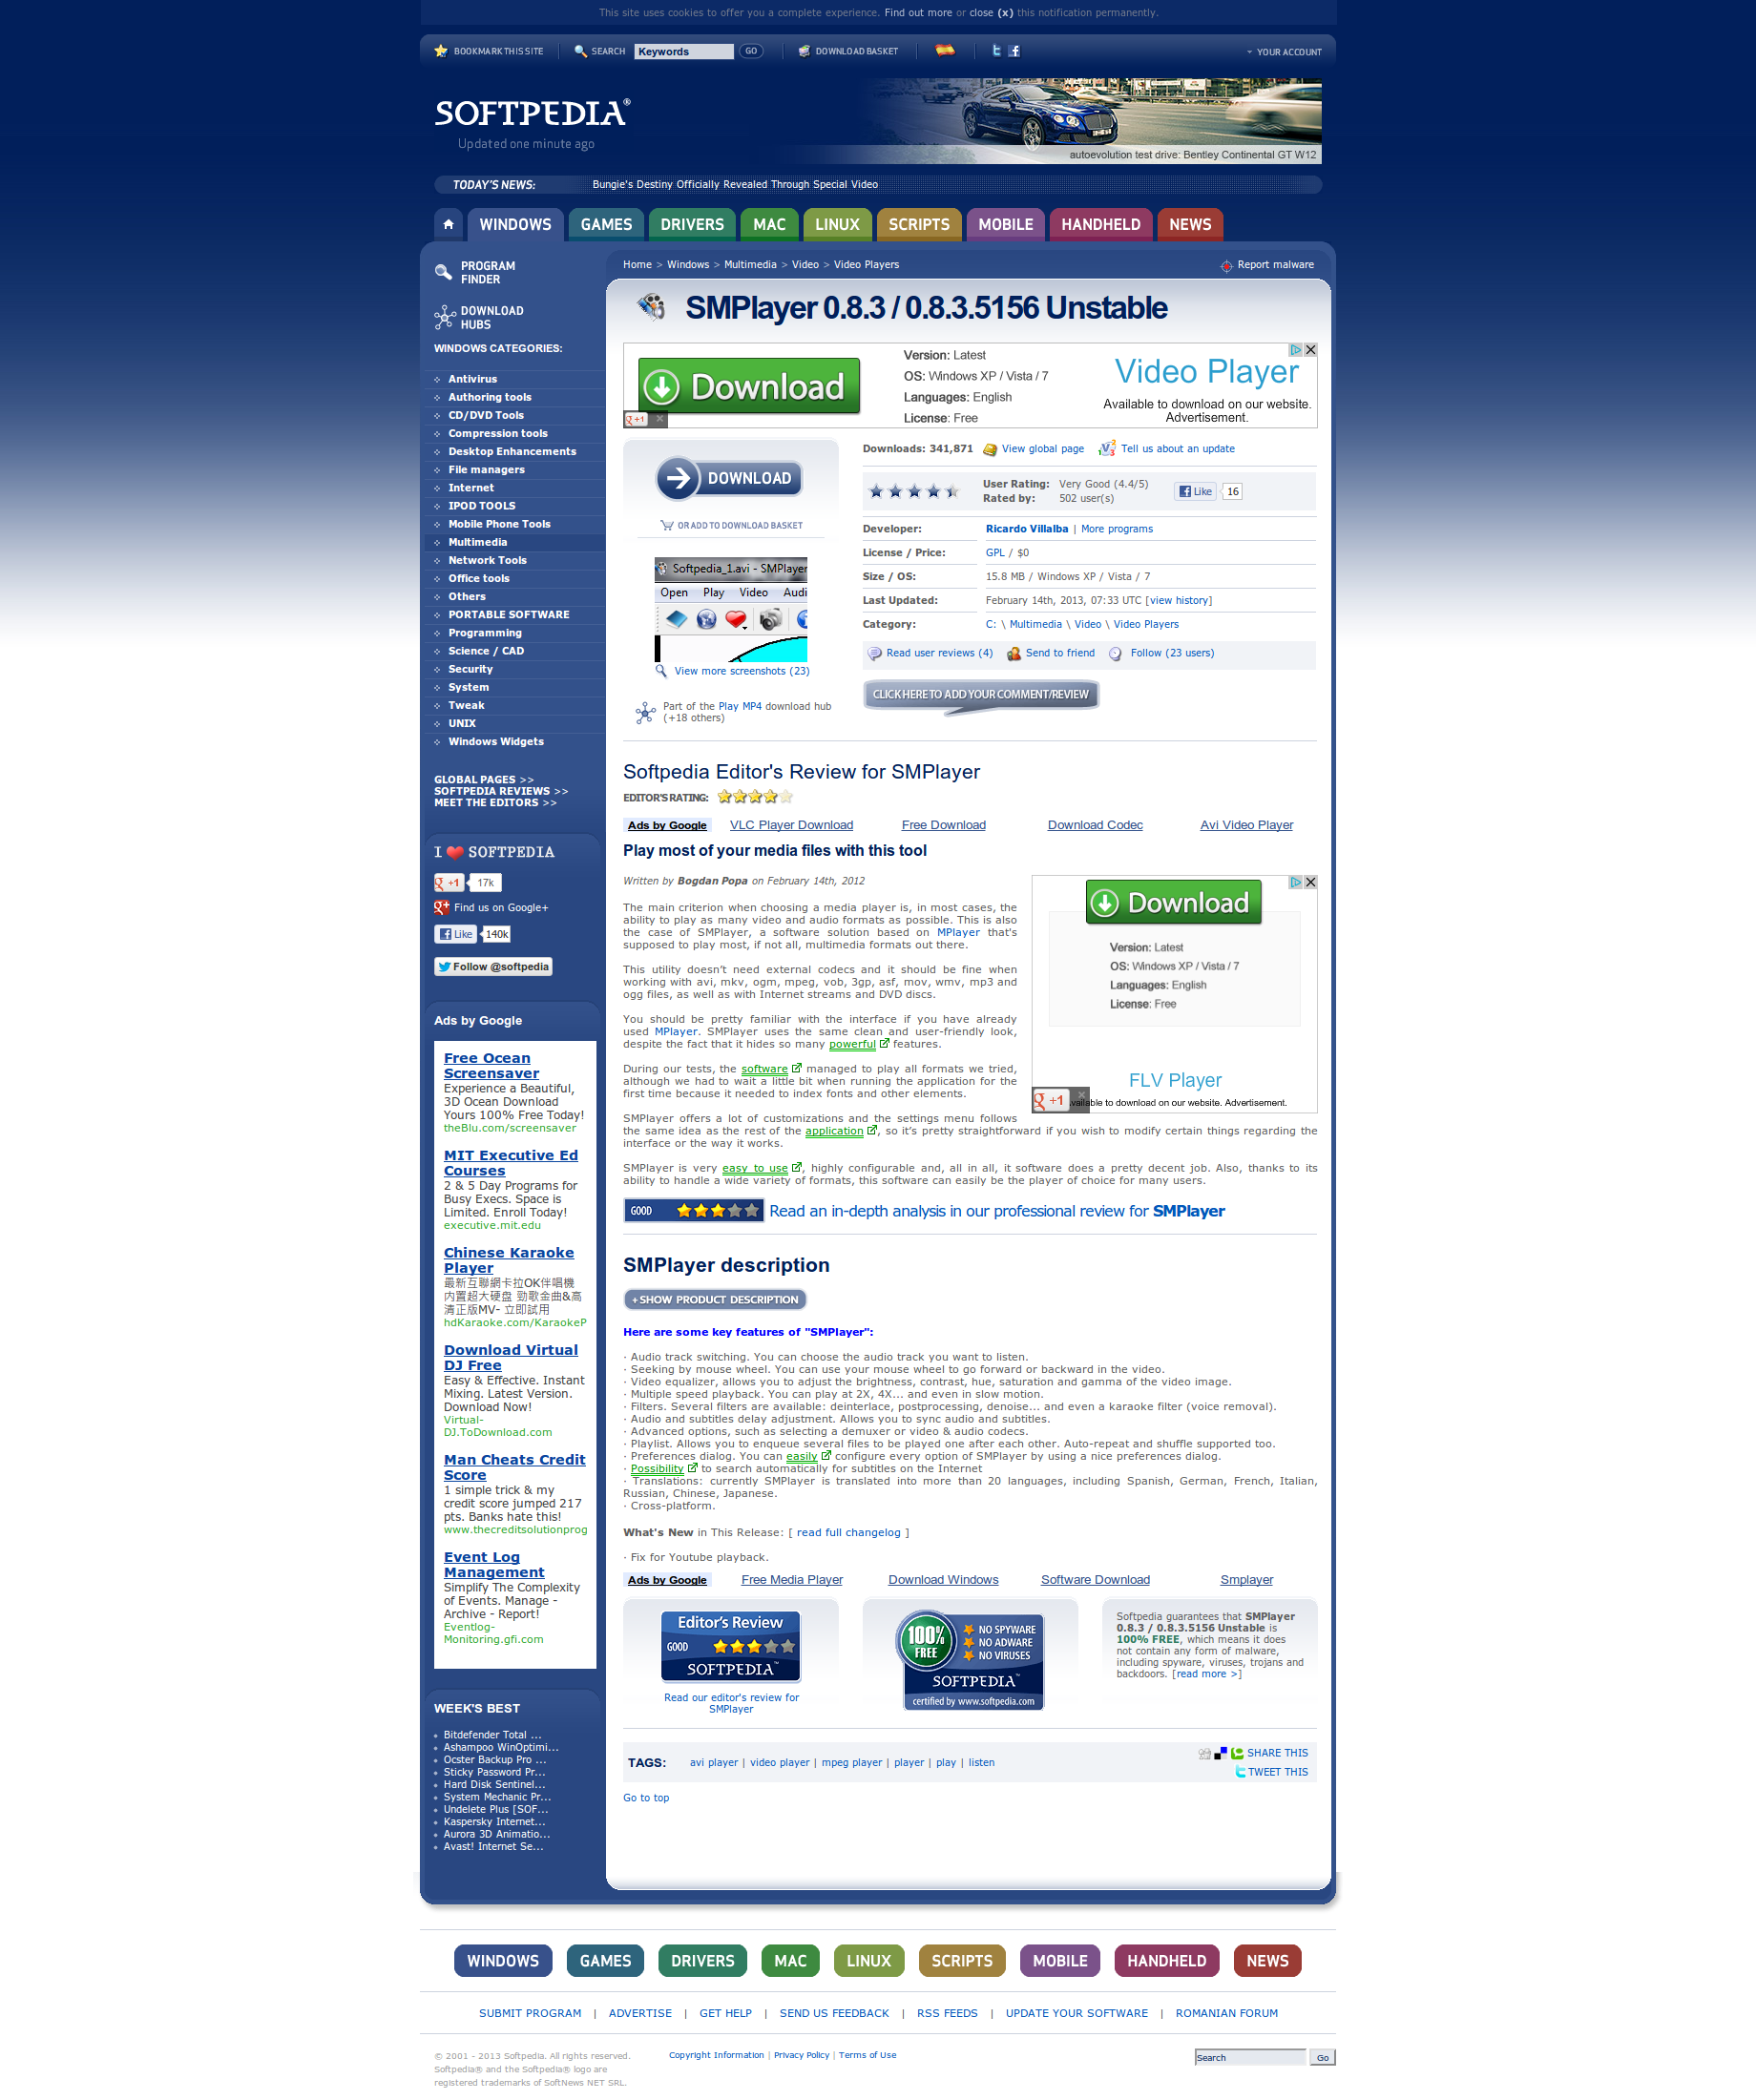 This site uses cookies to offer you a complete experience. Find out more or close (x) this notification permanently.
BOOKMARK THIS SITE
SEARCH
Keywords
GO
DOWNLOAD BASKET
YOUR ACCOUNT
SOFTPEDIA®
Updated one minute ago
autoevolution test drive: Bentley Continental GT W12
TODAY'S NEWS:
Bungie's Destiny Officially Revealed Through Special Video
WINDOWS
GAMES
DRIVERS
MAC
LINUX
SCRIPTS
MOBILE
HANDHELD
NEWS
PROGRAM
FINDER
DOWNLOAD
HUBS
WINDOWS CATEGORIES:
Antivirus
Authoring tools
CD/DVD Tools
Compression tools
Desktop Enhancements
File managers
Internet
IPOD TOOLS
Mobile Phone Tools
Multimedia
Network Tools
Office tools
Others
PORTABLE SOFTWARE
Programming
Science / CAD
Security
System
Tweak
UNIX
Windows Widgets
GLOBAL PAGES >>
SOFTPEDIA REVIEWS >>
MEET THE EDITORS >>
I SOFTPEDIA
+1 17k
Find us on Google+
Like 140k
Follow @softpedia
Ads by Google
Free Ocean
Screensaver
Experience a Beautiful,
3D Ocean Download
Yours 100% Free Today!
theBlu.com/screensaver
MIT Executive Ed
Courses
2 & 5 Day Programs for
Busy Execs. Space is
Limited. Enroll Today!
executive.mit.edu
Chinese Karaoke
Player
最新互聯網卡拉OK伴唱機
内置超大硬盘 勁歌金曲&高
清正版MV- 立即試用
hdKaraoke.com/KaraokeP
Download Virtual
DJ Free
Easy & Effective. Instant
Mixing. Latest Version.
Download Now!
Virtual-
DJ.ToDownload.com
Man Cheats Credit
Score
1 simple trick & my
credit score jumped 217
pts. Banks hate this!
www.thecreditsolutionprog
Event Log
Management
Simplify The Complexity
of Events. Manage -
Archive - Report!
Eventlog-
Monitoring.gfi.com
WEEK'S BEST
Bitdefender Total ...
Ashampoo WinOptimi...
Ocster Backup Pro ...
Sticky Password Pr...
Hard Disk Sentinel...
System Mechanic Pr...
Undelete Plus [SOF...
Kaspersky Internet...
Aurora 3D Animatio...
Avast! Internet Se...
Home > Windows > Multimedia > Video > Video Players
Report malware
SMPlayer 0.8.3 / 0.8.3.5156 Unstable
Download
Version: Latest
OS: Windows XP / Vista / 7
Languages: English
License: Free
Video Player
Available to download on our website.
Advertisement.
+1
DOWNLOAD
OR ADD TO DOWNLOAD BASKET
Softpedia_1.avi - SMPlayer
Open Play Video Audi
View more screenshots (23)
Part of the Play MP4 download hub
(+18 others)
Downloads: 341,871 View global page Tell us about an update
User Rating: Very Good (4.4/5)
Rated by: 502 user(s)
Like 16
Developer: Ricardo Villalba | More programs
License / Price: GPL / $0
Size / OS: 15.8 MB / Windows XP / Vista / 7
Last Updated: February 14th, 2013, 07:33 UTC [view history]
Category: C: \ Multimedia \ Video \ Video Players
Read user reviews (4) Send to friend Follow (23 users)
CLICK HERE TO ADD YOUR COMMENT/REVIEW
Softpedia Editor's Review for SMPlayer
EDITOR'S RATING:
Ads by Google VLC Player Download Free Download Download Codec Avi Video Player
Play most of your media files with this tool
Written by Bogdan Popa on February 14th, 2012
The main criterion when choosing a media player is, in most cases, the
ability to play as many video and audio formats as possible. This is also
the case of SMPlayer, a software solution based on MPlayer that's
supposed to play most, if not all, multimedia formats out there.
This utility doesn't need external codecs and it should be fine when
working with avi, mkv, ogm, mpeg, vob, 3gp, asf, mov, wmv, mp3 and
ogg files, as well as with Internet streams and DVD discs.
You should be pretty familiar with the interface if you have already
used MPlayer. SMPlayer uses the same clean and user-friendly look,
despite the fact that it hides so many powerful features.
During our tests, the software managed to play all formats we tried,
although we had to wait a little bit when running the application for the
first time because it needed to index fonts and other elements.
SMPlayer offers a lot of customizations and the settings menu follows
the same idea as the rest of the application, so it's pretty straightforward if you wish to modify certain things regarding the
interface or the way it works.
SMPlayer is very easy to use, highly configurable and, all in all, it software does a pretty decent job. Also, thanks to its
ability to handle a wide variety of formats, this software can easily be the player of choice for many users.
Download
Version: Latest
OS: Windows XP / Vista / 7
Languages: English
License: Free
FLV Player
+1
available to download on our website. Advertisement.
GOOD
Read an in-depth analysis in our professional review for SMPlayer
SMPlayer description
+ SHOW PRODUCT DESCRIPTION
Here are some key features of "SMPlayer":
· Audio track switching. You can choose the audio track you want to listen.
· Seeking by mouse wheel. You can use your mouse wheel to go forward or backward in the video.
· Video equalizer, allows you to adjust the brightness, contrast, hue, saturation and gamma of the video image.
· Multiple speed playback. You can play at 2X, 4X... and even in slow motion.
· Filters. Several filters are available: deinterlace, postprocessing, denoise... and even a karaoke filter (voice removal).
· Audio and subtitles delay adjustment. Allows you to sync audio and subtitles.
· Advanced options, such as selecting a demuxer or video & audio codecs.
· Playlist. Allows you to enqueue several files to be played one after each other. Auto-repeat and shuffle supported too.
· Preferences dialog. You can easily configure every option of SMPlayer by using a nice preferences dialog.
· Possibility to search automatically for subtitles on the Internet
· Translations: currently SMPlayer is translated into more than 20 languages, including Spanish, German, French, Italian,
Russian, Chinese, Japanese.
· Cross-platform.
What's New in This Release: [ read full changelog ]
· Fix for Youtube playback.
Ads by Google Free Media Player Download Windows Software Download Smplayer
Editor's Review
GOOD
SOFTPEDIA™
Read our editor's review for
SMPlayer
100%
FREE
NO SPYWARE
NO ADWARE
NO VIRUSES
SOFTPEDIA™
certified by www.softpedia.com
Softpedia guarantees that SMPlayer
0.8.3 / 0.8.3.5156 Unstable is
100% FREE, which means it does
not contain any form of malware,
including spyware, viruses, trojans and
backdoors. [read more >]
TAGS: avi player | video player | mpeg player | player | play | listen
SHARE THIS
TWEET THIS
Go to top
WINDOWS
GAMES
DRIVERS
MAC
LINUX
SCRIPTS
MOBILE
HANDHELD
NEWS
SUBMIT PROGRAM | ADVERTISE | GET HELP | SEND US FEEDBACK | RSS FEEDS | UPDATE YOUR SOFTWARE | ROMANIAN FORUM
© 2001 - 2013 Softpedia. All rights reserved.
Softpedia® and the Softpedia® logo are
registered trademarks of SoftNews NET SRL.
Copyright Information | Privacy Policy | Terms of Use
Search
Go